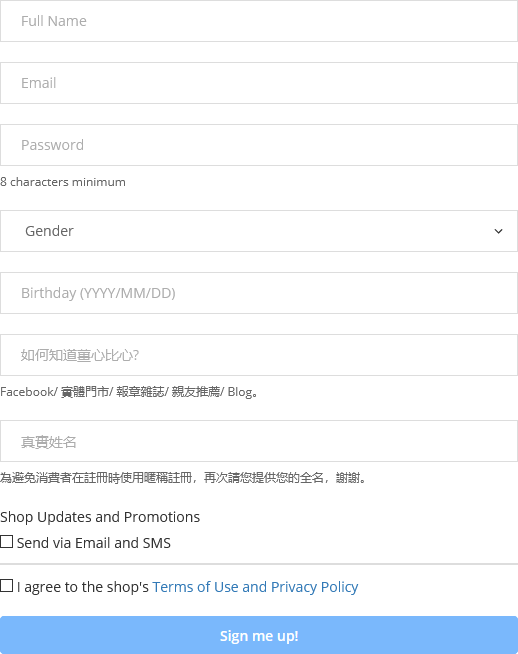 Full Name
Email
Password
8 characters minimum
Gender
Birthday (YYYY/MM/DD)
如何知道薑心比心?
Facebook/ 實體門市/ 報章雜誌/ 親友推薦/ Blog。
真實姓名
為避免消費者在註冊時使用暱稱註冊，再次請您提供您的全名，謝謝。
Shop Updates and Promotions
Send via Email and SMS
I agree to the shop's Terms of Use and Privacy Policy
Sign me up!